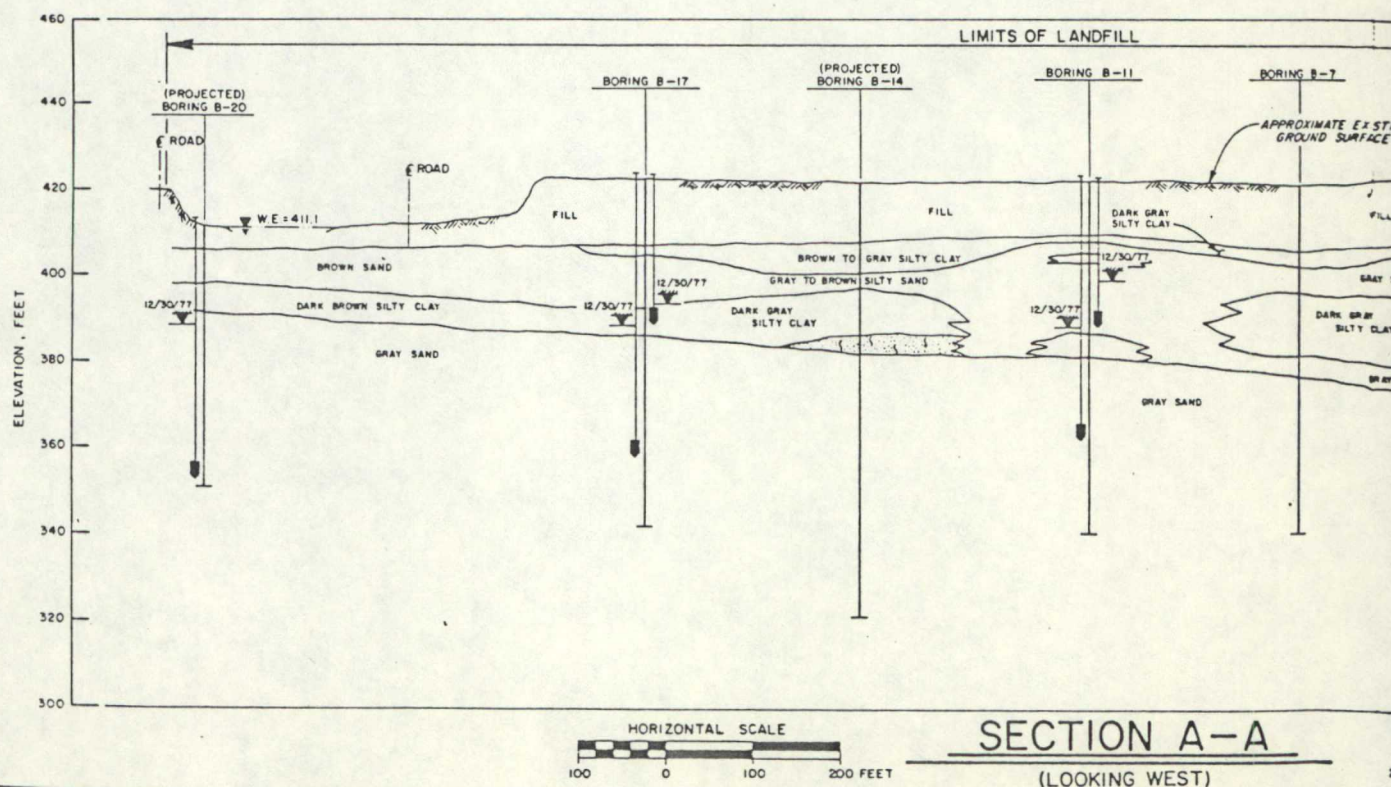 460
440
420
400
380
360
340
320
300
ELEVATION, FEET
LIMITS OF LANDFILL
(PROJECTED)
BORING B-20
BORING B-17
(PROJECTED)
BORING B-14
BORING B-11
BORING B-7
℄ ROAD
℄ ROAD
APPROXIMATE EXIST
GROUND SURFACE
W.E.=411.1
FILL
FILL
DARK GRAY
SILTY CLAY
FILL
BROWN SAND
BROWN TO GRAY SILTY CLAY
GRAY TO BROWN SILTY SAND
12/30/77
GRAY
12/30/77
DARK BROWN SILTY CLAY
12/30/77
12/30/77
DARK GRAY
SILTY CLAY
12/30/77
DARK GRAY
SILTY CLAY
GRAY SAND
GRAY
GRAY SAND
HORIZONTAL SCALE
100 0 100 200 FEET
SECTION A-A
(LOOKING WEST)